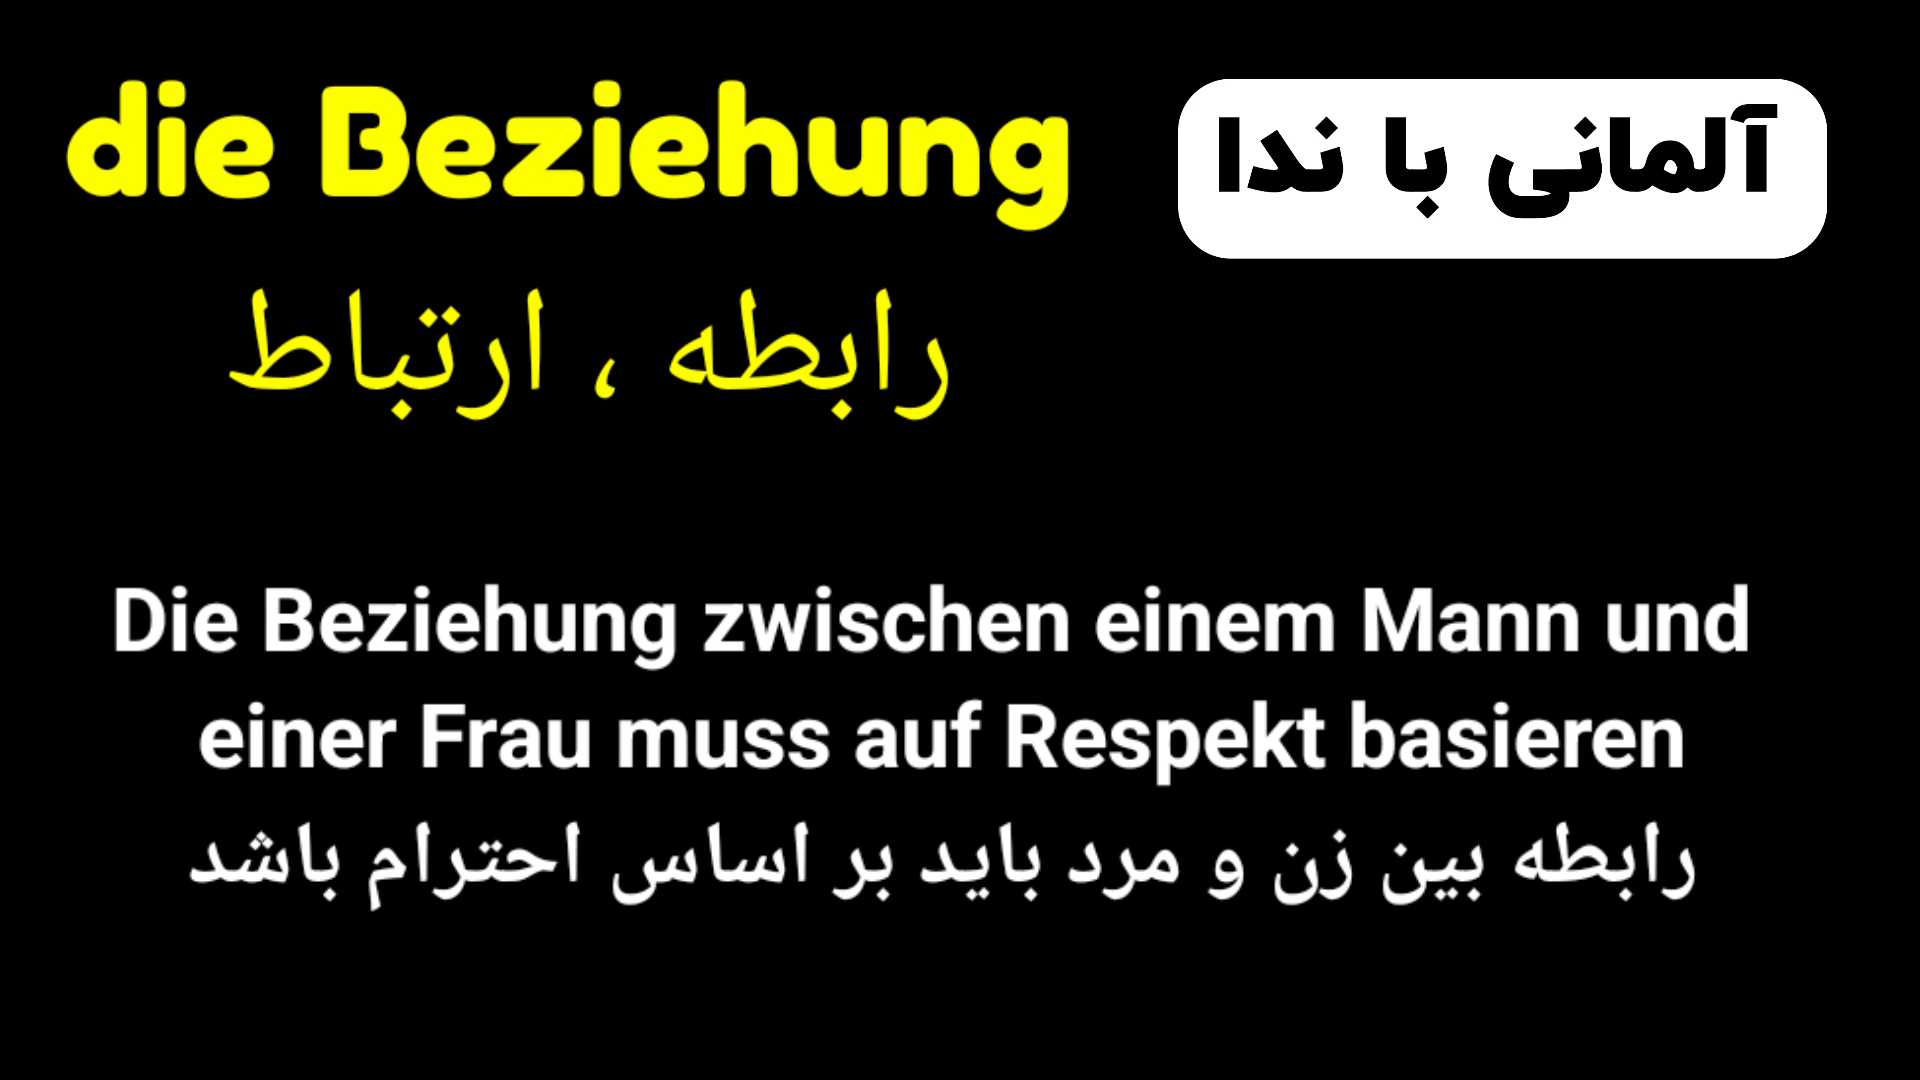 die Beziehung
آلمانی با ندا
رابطه ، ارتباط
Die Beziehung zwischen einem Mann und
einer Frau muss auf Respekt basieren
رابطه بین زن و مرد باید بر اساس احترام باشد